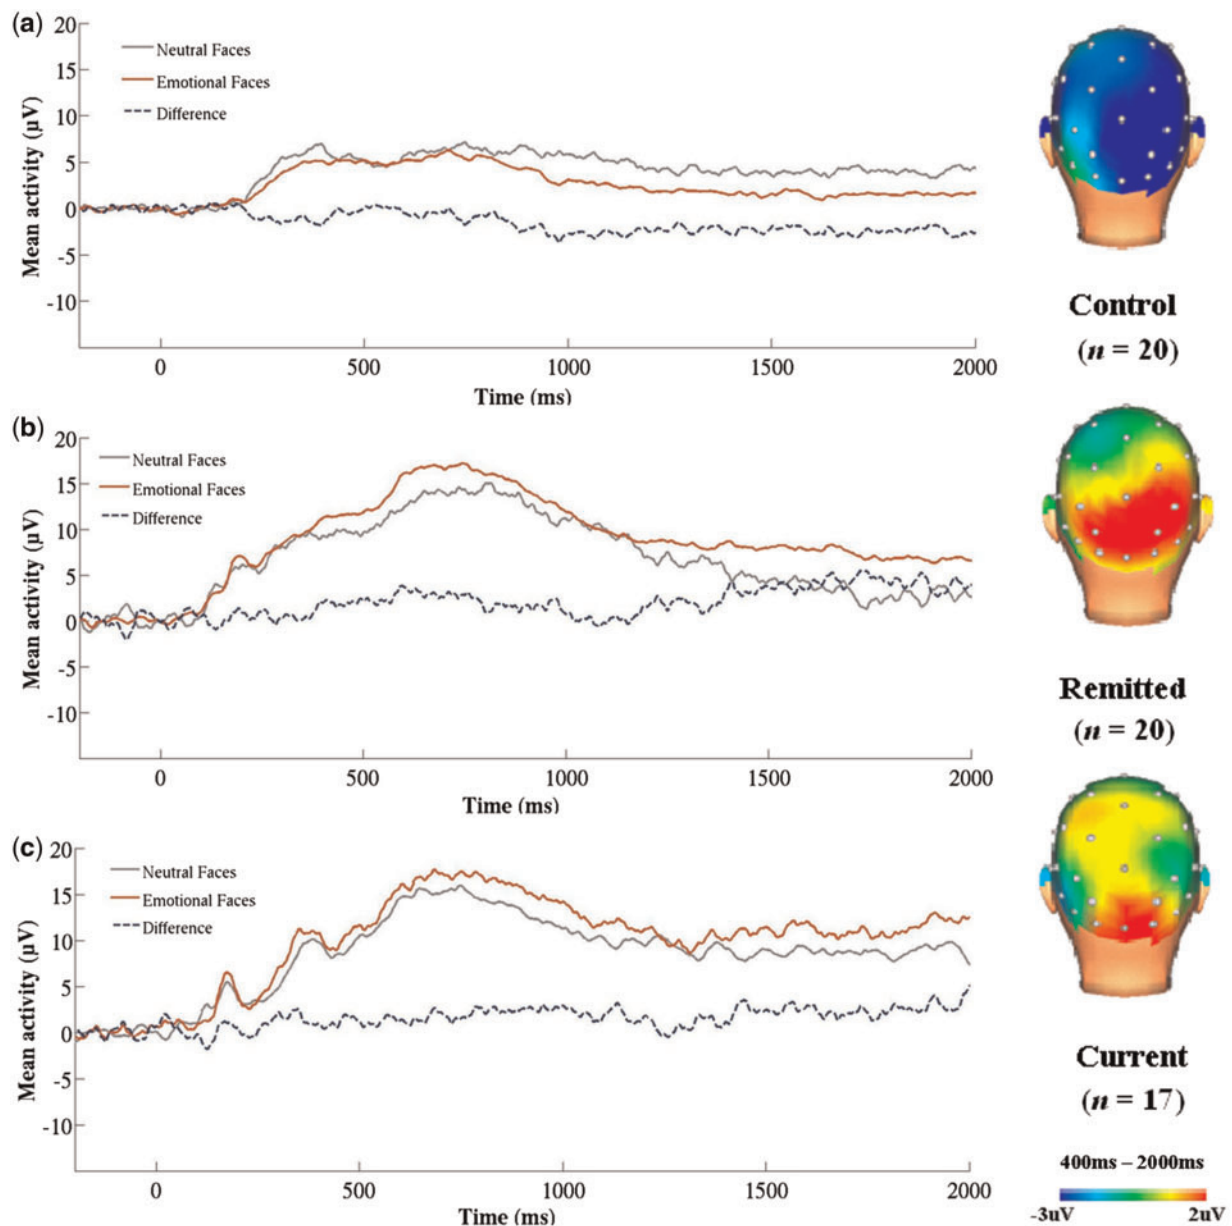 (a)
20
15
10
5
0
-5
-10
Mean activity (µV)
Neutral Faces
Emotional Faces
Difference
0
500
1000
1500
2000
Time (ms)
Control
(n = 20)
(b)
20
15
10
5
0
-5
-10
Mean activity (µV)
Neutral Faces
Emotional Faces
Difference
0
500
1000
1500
2000
Time (ms)
Remitted
(n = 20)
(c)
20
15
10
5
0
-5
-10
Mean activity (µV)
Neutral Faces
Emotional Faces
Difference
0
500
1000
1500
2000
Time (ms)
Current
(n = 17)
400ms – 2000ms
-3uV
2uV